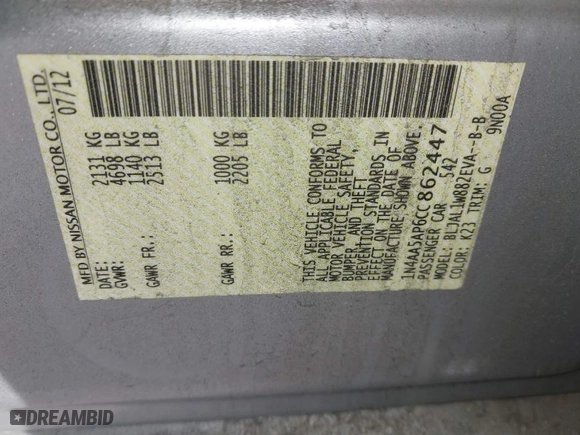 MFD BY NISSAN MOTOR CO., LTD.
DATE: 07/12
GVWR: 2131 KG
4698 LB
GAWR FR: 1140 KG
2513 LB.
GAWR RR: 1000 KG
2205 LB
THIS VEHICLE CONFORMS TO
ALL APPLICABLE FEDERAL
MOTOR VEHICLE SAFETY,
BUMPER AND THEFT
PREVENTION STANDARDS IN
EFFECT ON THE DATE OF
MANUFACTURE SHOWN ABOVE.
1N4AA5AP6CC862447
PASSENGER CAR 542
MODEL: BLJALIWR82EVA--B-B
COLOR: K23 TRIM: G 9N00A
DREAMBID